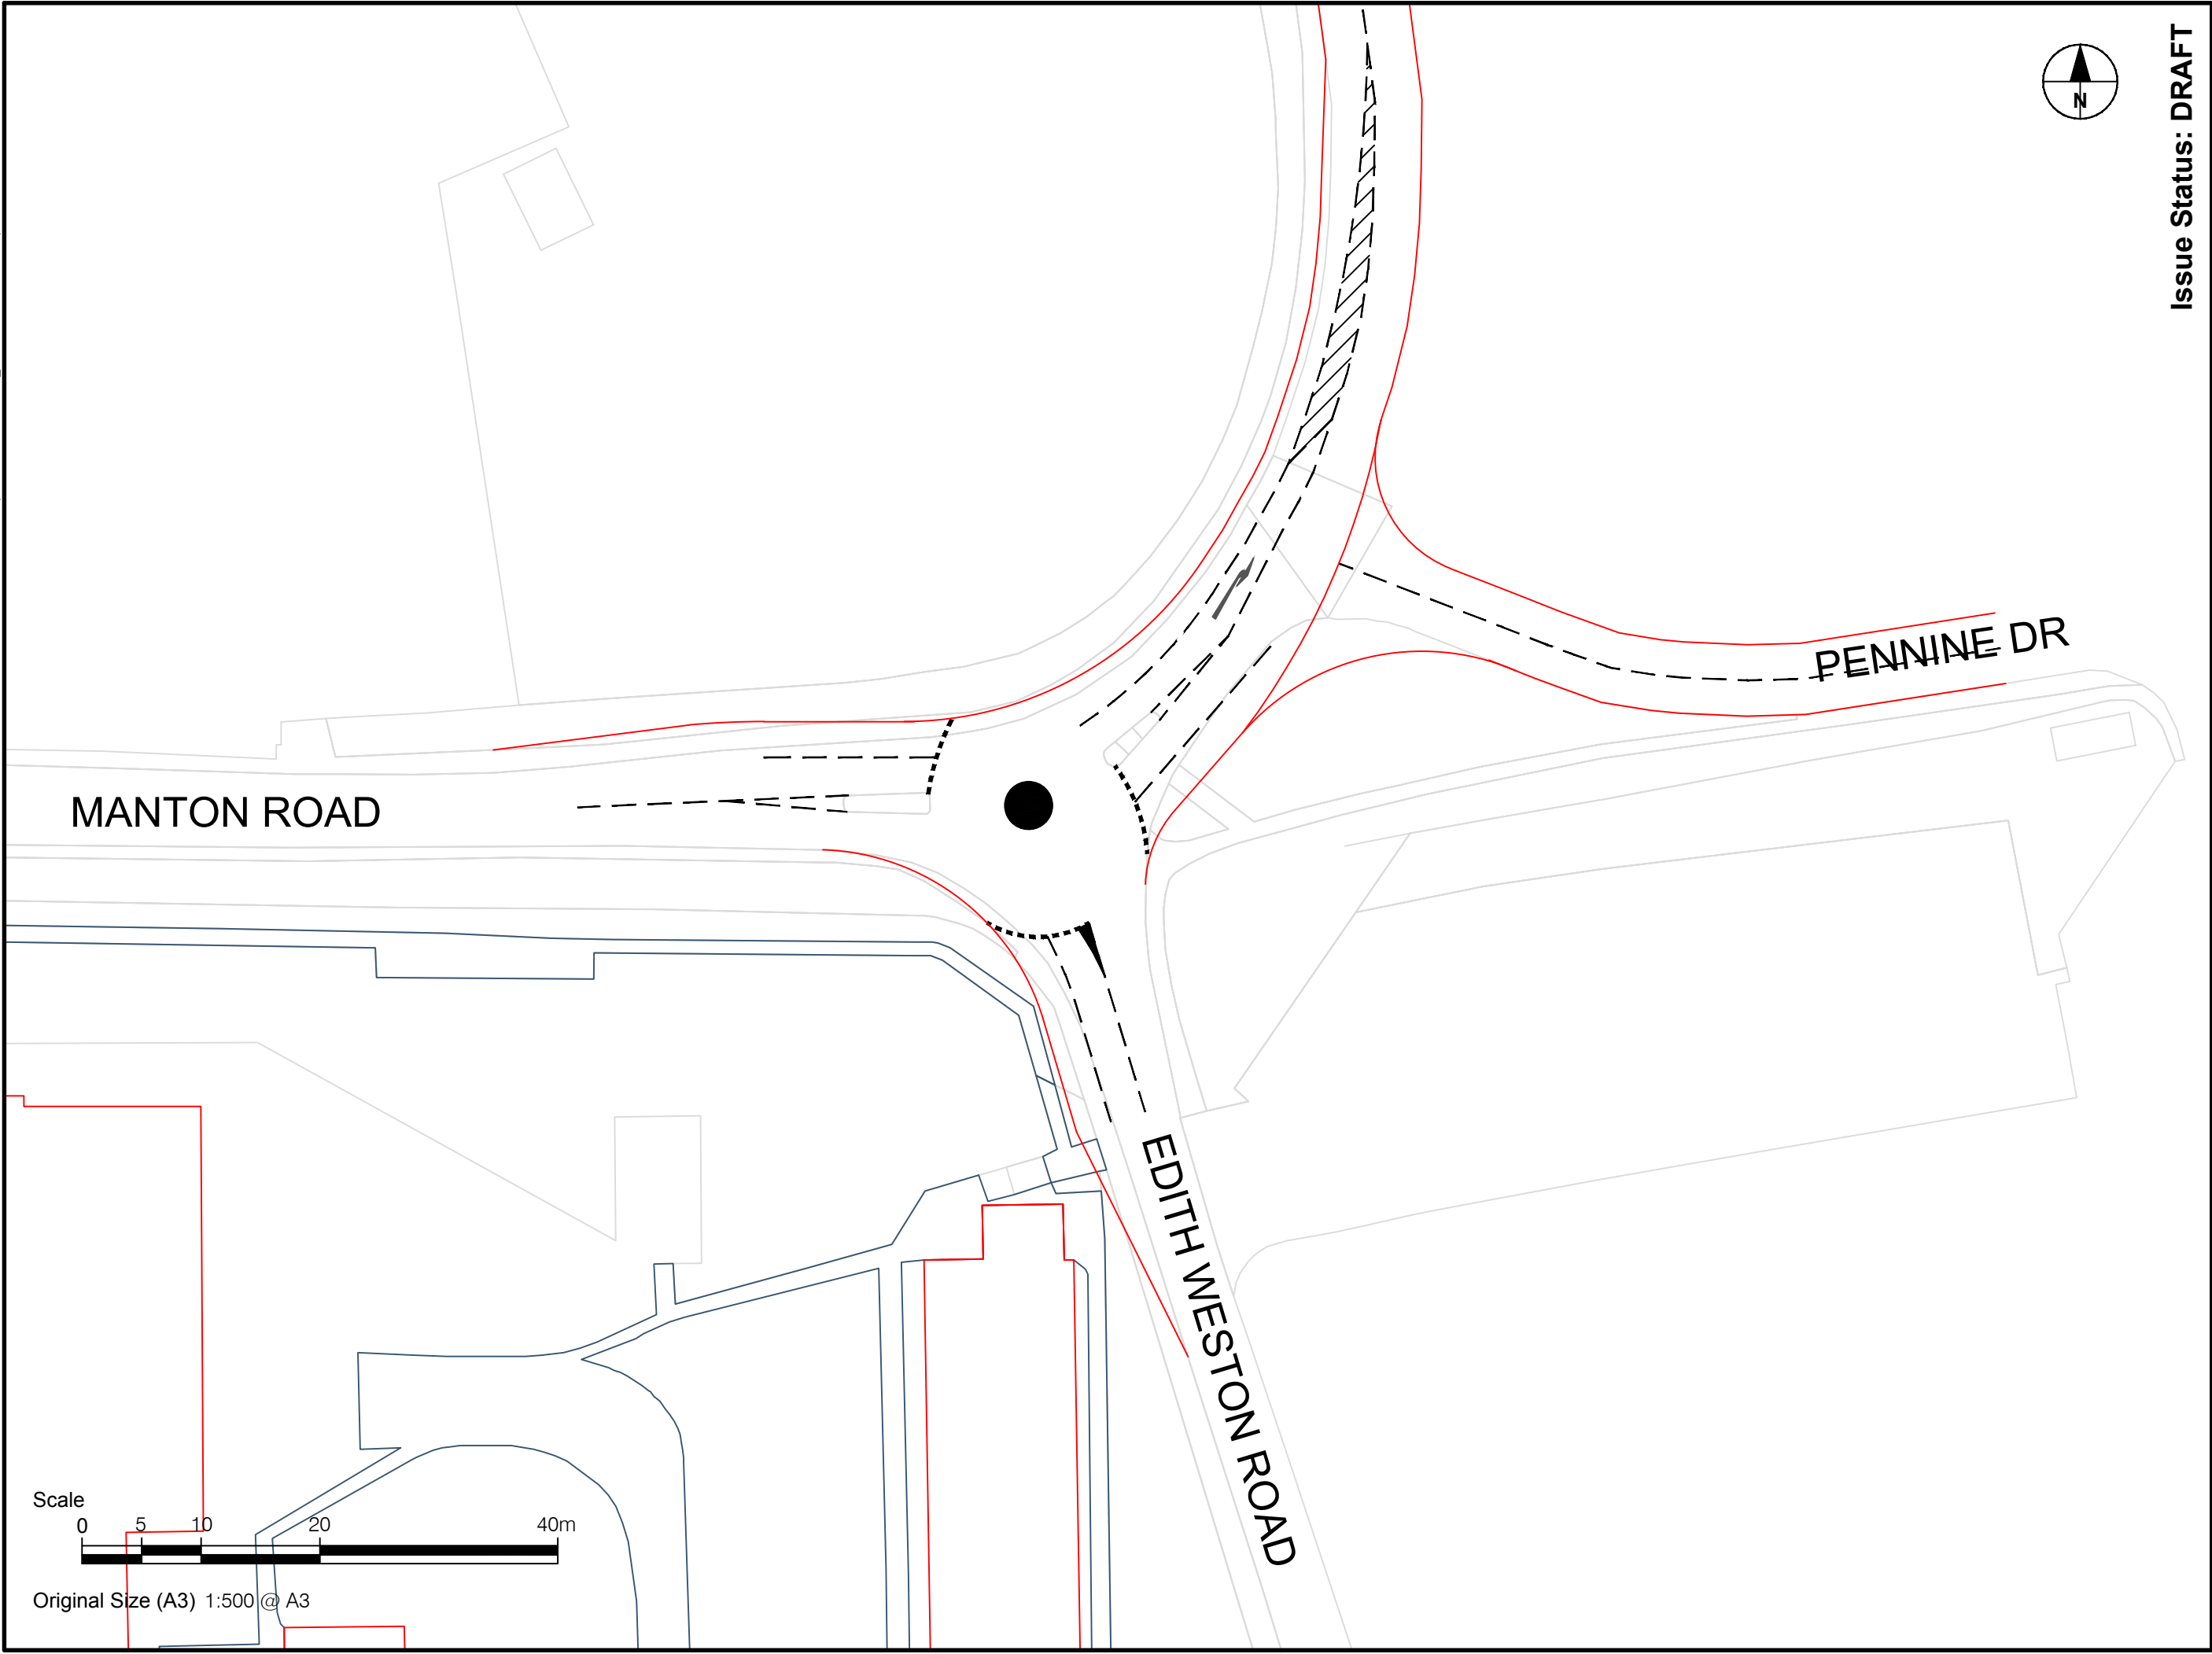 Issue Status: DRAFT
N
PENNINE DR
MANTON ROAD
EDITH WESTON ROAD
Scale
0 5 10 20 40m
Original Size (A3) 1:500 @ A3